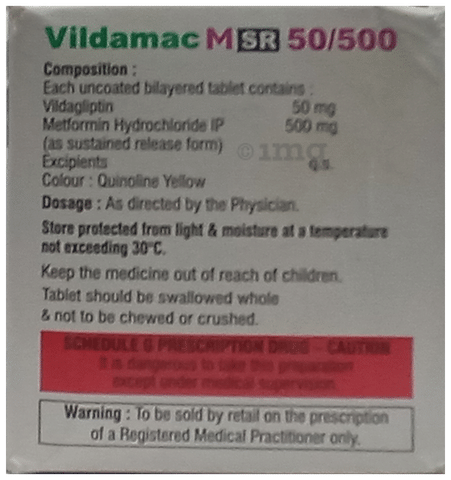 Vildamac M SR 50/500
Composition :
Each uncoated bilayered tablet contains :
Vildagliptin 50 mg
Metformin Hydrochloride IP 500 mg
(as sustained release form)
Excipients q.s.
Colour : Quinoline Yellow
Dosage : As directed by the Physician.
Store protected from light & moisture at a temperature
not exceeding 30°C.
Keep the medicine out of reach of children.
Tablet should be swallowed whole
& not to be chewed or crushed.
SCHEDULE G PRESCRIPTION DRUG - CAUTION
It is dangerous to take this preparation
except under medical supervision
Warning : To be sold by retail on the prescription
of a Registered Medical Practitioner only.
© 1mg